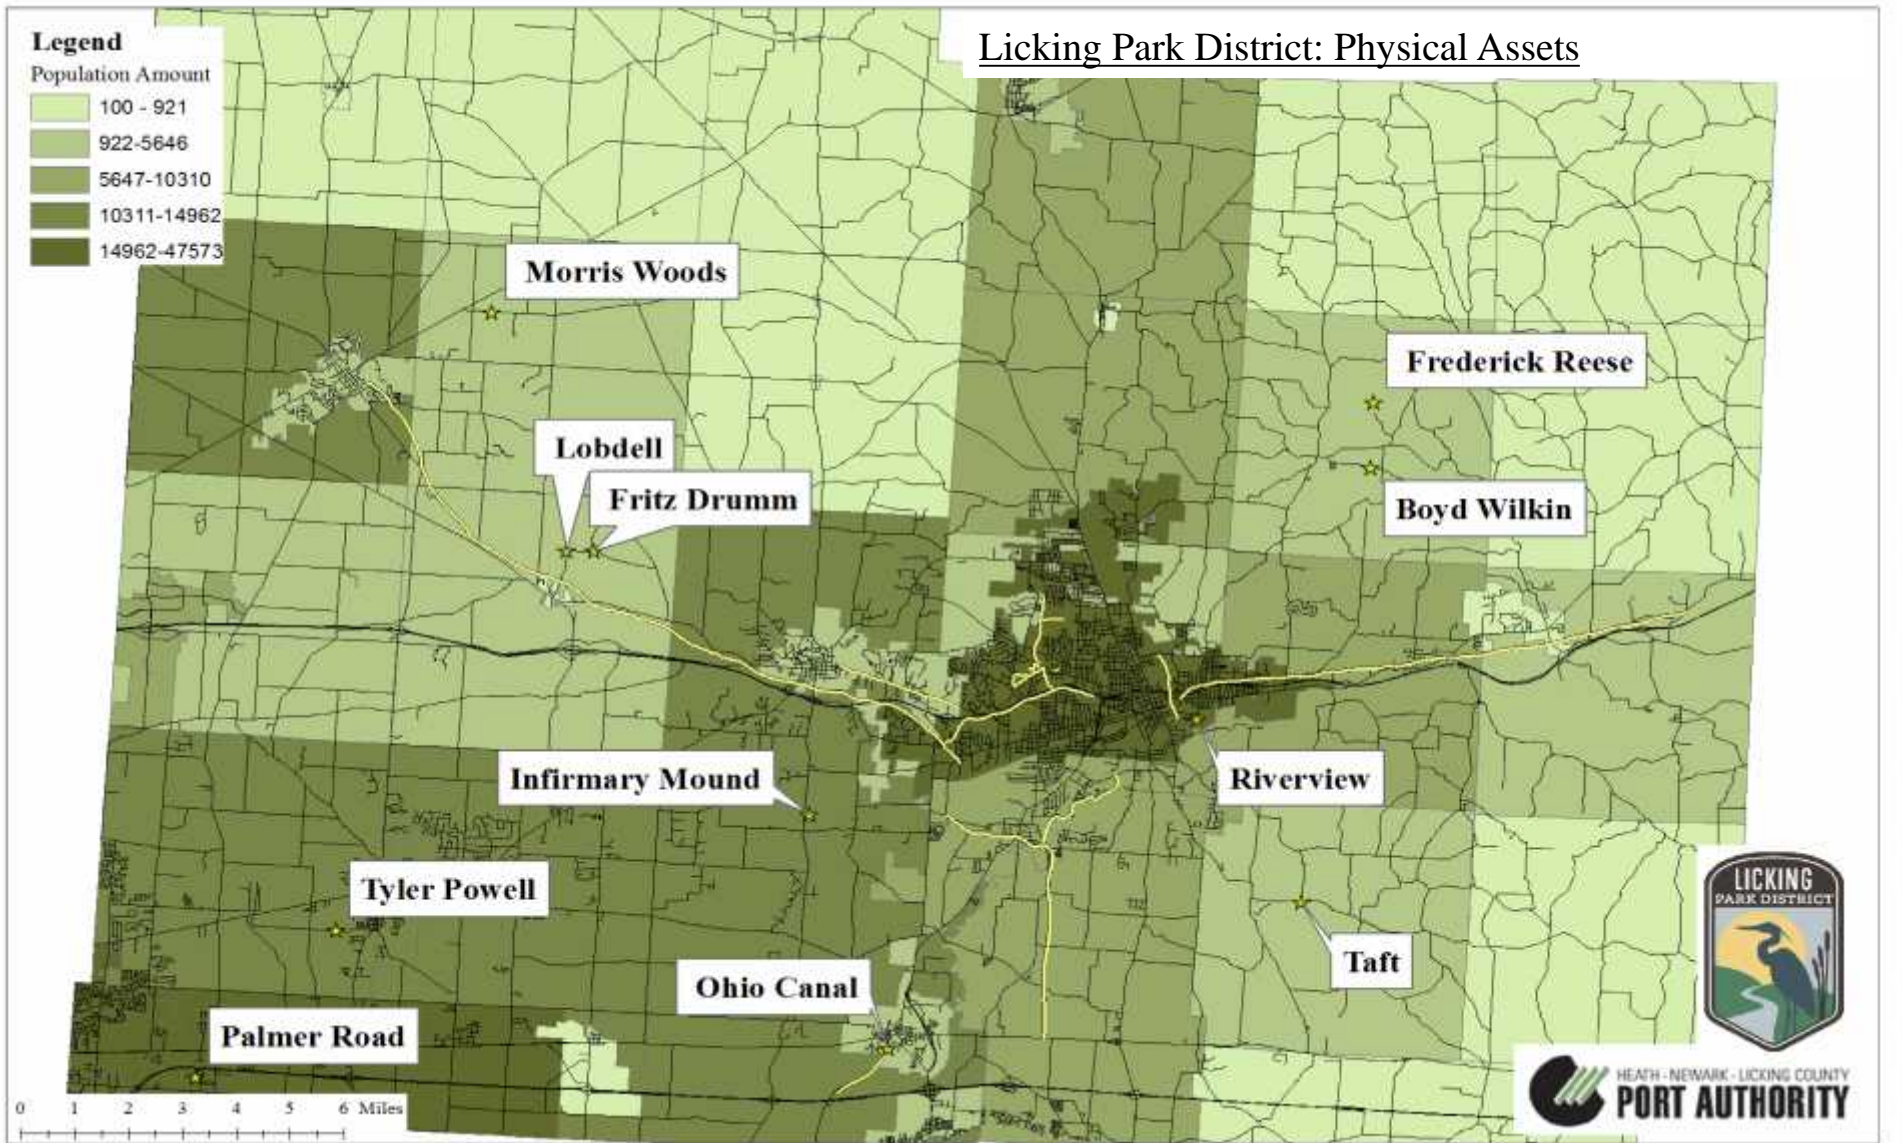 Licking Park District: Physical Assets
Legend
Population Amount
100 - 921
922-5646
5647-10310
10311-14962
14962-47573
Morris Woods
Frederick Reese
Lobdell
Fritz Drumm
Boyd Wilkin
Infirmary Mound
Riverview
Tyler Powell
Taft
Ohio Canal
Palmer Road
0 1 2 3 4 5 6 Miles
LICKING
PARK DISTRICT
HEATH - NEWARK - LICKING COUNTY
PORT AUTHORITY